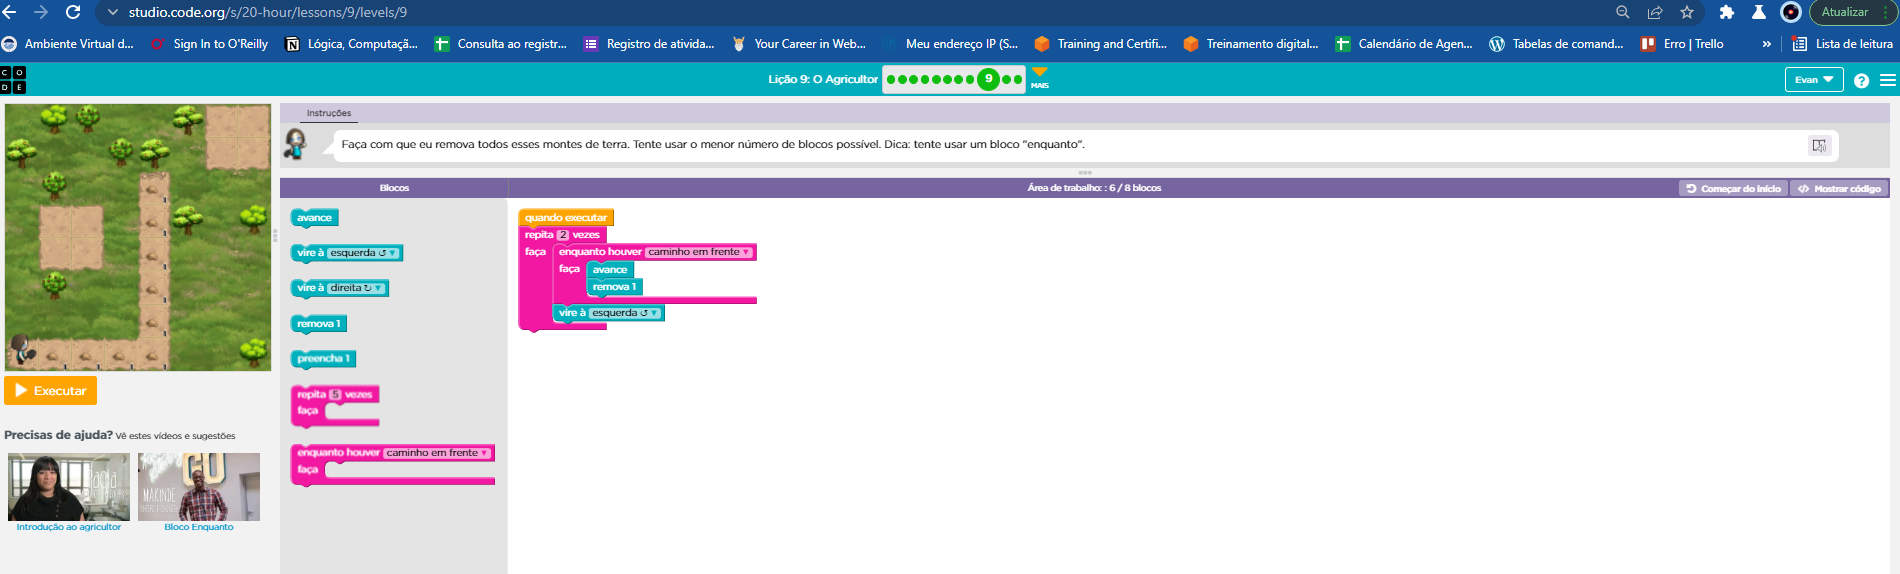 studio.code.org/s/20-hour/lessons/9/levels/9
Atualizar
Ambiente Virtual d...
Sign In to O'Reilly
Lógica, Computaçã...
Consulta ao registr...
Registro de ativida...
Your Career in Web...
Meu endereço IP (S...
Training and Certifi...
Treinamento digital...
Calendário de Agen...
Tabelas de comand...
Erro | Trello
»
Lista de leitura
C O
D E
Lição 9: O Agricultor
9
MAIS
Evan
?
Instruções
Faça com que eu remova todos esses montes de terra. Tente usar o menor número de blocos possível. Dica: tente usar um bloco "enquanto".
Blocos
Área de trabalho: : 6 / 8 blocos
Começar do início
Mostrar código
avance
vire à esquerda ↺
vire à direita ↻
remova 1
preencha 1
repita 5 vezes
faça
enquanto houver caminho em frente
faça
quando executar
repita 2 vezes
faça enquanto houver caminho em frente
faça avance
remova 1
vire à esquerda ↺
Executar
Precisas de ajuda? Vê estes vídeos e sugestões
MAKINDE
Introdução ao agricultor
Bloco Enquanto